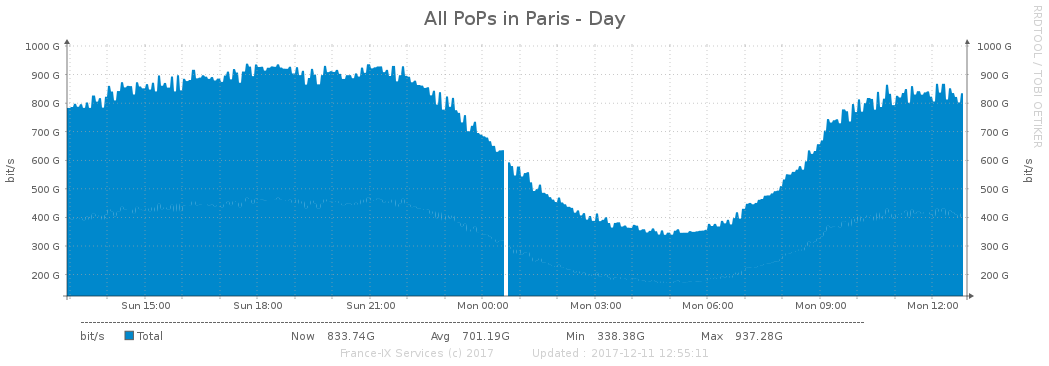 All PoPs in Paris - Day
RRDTOOL / TOBI OETIKER
1000 G 1000 G
900 G 900 G
800 G 800 G
700 G 700 G
600 G 600 G
500 G 500 G
400 G 400 G
300 G 300 G
200 G 200 G
bit/s bit/s
Sun 15:00 Sun 18:00 Sun 21:00 Mon 00:00 Mon 03:00 Mon 06:00 Mon 09:00 Mon 12:00
bit/s Total Now 833.74G Avg 701.19G Min 338.38G Max 937.28G
France-IX Services (c) 2017 Updated : 2017-12-11 12:55:11